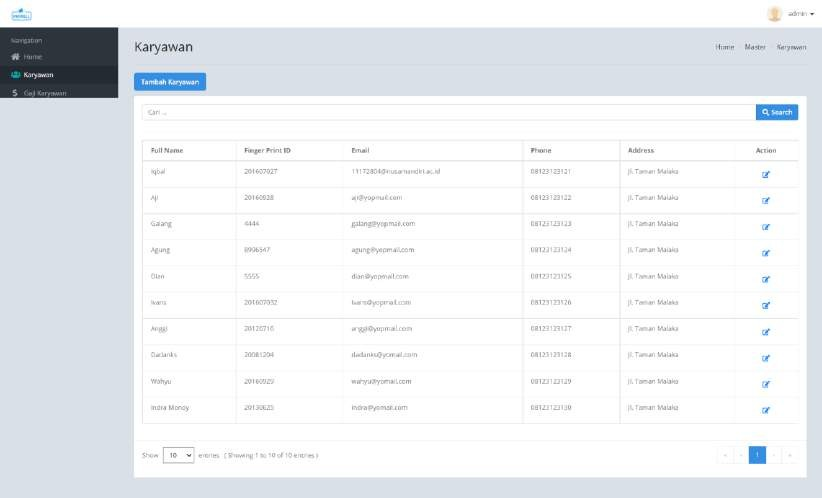 PAYROLL
admin
Navigation
Home
Karyawan
Gaji Karyawan
Karyawan
Home Master Karyawan
Tambah Karyawan
Cari ...
Search
Full Name Finger Print ID Email Phone Address Action
Iqbal 201607027 11172804@nusamandiri.ac.id 08123123121 Jl. Taman Malaka
Aji 20160928 aji@yopmail.com 08123123122 Jl. Taman Malaka
Galang 4444 galang@yopmail.com 08123123123 Jl. Taman Malaka
Agung 8996547 agung@yopmail.com 08123123124 Jl. Taman Malaka
Dian 5555 dian@yopmail.com 08123123125 Jl. Taman Malaka
Ivans 201607032 ivans@yopmail.com 08123123126 Jl. Taman Malaka
Anggi 20120716 anggi@yopmail.com 08123123127 Jl. Taman Malaka
Dadanks 20081204 dadanks@yomail.com 08123123128 Jl. Taman Malaka
Wahyu 20160929 wahyu@yomail.com 08123123129 Jl. Taman Malaka
Indra Mondy 20130625 indra@yomail.com 08123123130 Jl. Taman Malaka
Show 10 entries ( Showing 1 to 10 of 10 entries )
« ‹ 1 › »